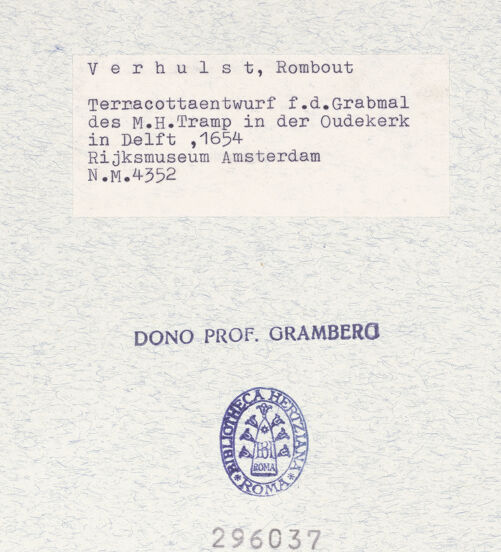 V e r h u l s t, Rombout
Terracottaentwurf f.d.Grabmal
des M.H.Tramp in der Oudekerk
in Delft ,1654
Rijksmuseum Amsterdam
N.M.4352
DONO PROF. GRAMBERG
BIBLIOTHECA HERTZIANA
BH
ROMA
* ROMA *
296037